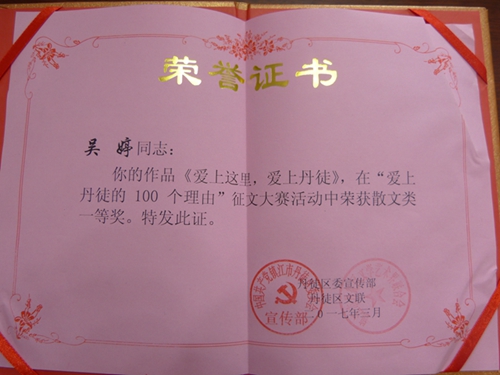 荣誉证书
吴婷同志：
你的作品《爱上这里，爱上丹徒》，在“爱上
丹徒的 100 个理由”征文大赛活动中荣获散文类
一等奖。特发此证。
丹徒区委宣传部
丹徒区文联
二〇一七年三月
宣传部